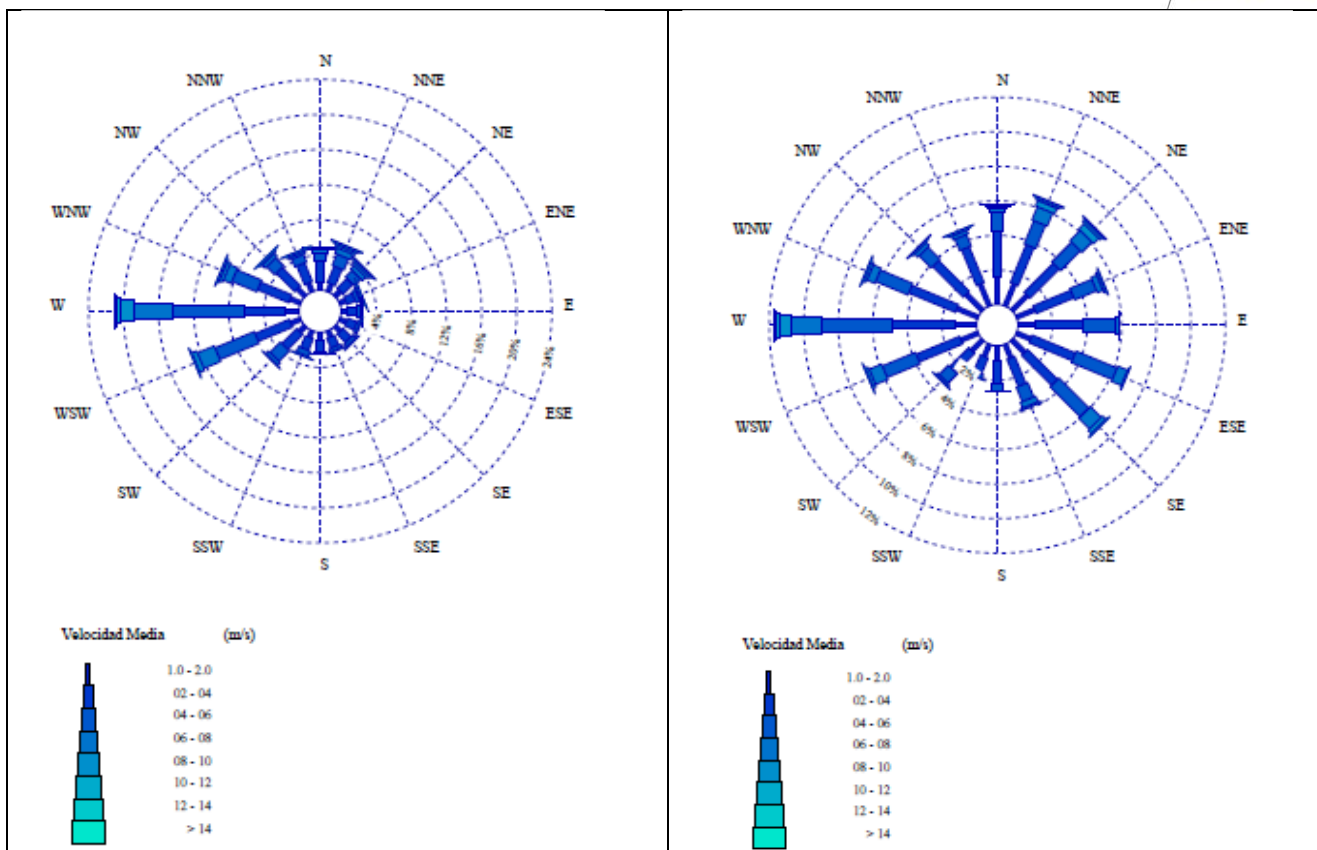 N
NNW
NNE
NW
NE
WNW
ENE
W
E
4%
8%
12%
16%
20%
24%
WSW
ESE
SW
SE
SSW
SSE
S
Velocidad Media (m/s)
1.0 - 2.0
02 - 04
04 - 06
06 - 08
08 - 10
10 - 12
12 - 14
> 14
N
NNW
NNE
NW
NE
WNW
ENE
W
E
2%
4%
6%
8%
10%
12%
WSW
ESE
SW
SE
SSW
SSE
S
Velocidad Media (m/s)
1.0 - 2.0
02 - 04
04 - 06
06 - 08
08 - 10
10 - 12
12 - 14
> 14